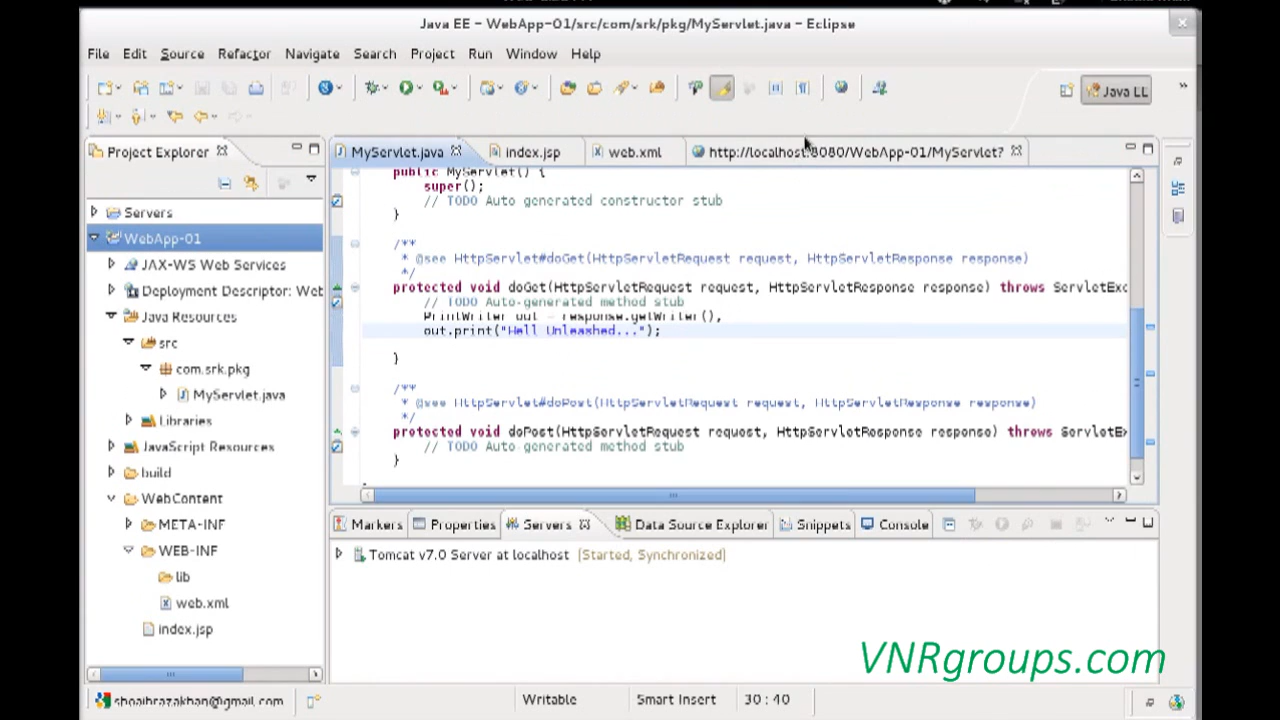 Java EE – WebApp-01/src/com/srk/pkg/MyServlet.java – Eclipse
File Edit Source Refactor Navigate Search Project Run Window Help
Java EE
Project Explorer
MyServlet.java index.jsp web.xml http://localhost:8080/WebApp-01/MyServlet?
Servers
WebApp-01
JAX-WS Web Services
Deployment Descriptor: Web
Java Resources
src
com.srk.pkg
MyServlet.java
Libraries
JavaScript Resources
build
WebContent
META-INF
WEB-INF
lib
web.xml
index.jsp
public MyServlet() {
super();
// TODO Auto generated constructor stub
}
/**
* @see HttpServlet#doGet(HttpServletRequest request, HttpServletResponse response)
*/
protected void doGet(HttpServletRequest request, HttpServletResponse response) throws ServletExc
// TODO Auto-generated method stub
PrintWriter out = response.getWriter();
out.print("Hell Unleashed...");
}
/**
* @see HttpServlet#doPost(HttpServletRequest request, HttpServletResponse response)
*/
protected void doPost(HttpServletRequest request, HttpServletResponse response) throws ServletEx
// TODO Auto generated method stub
}
Markers Properties Servers Data Source Explorer Snippets Console
Tomcat v7.0 Server at localhost [Started, Synchronized]
VNRgroups.com
shoaibrazakhan@gmail.com Writable Smart Insert 30 : 40